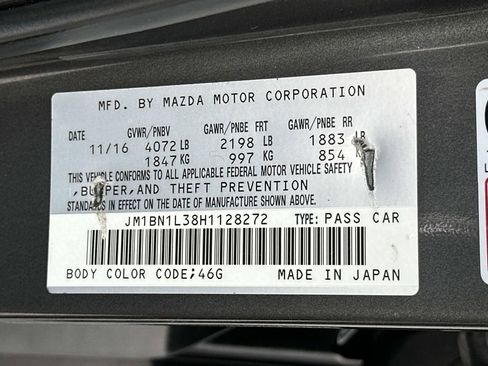 MFD. BY MAZDA MOTOR CORPORATION
GVWR/PNBV GAWR/PNBE FRT GAWR/PNBE RR
11/16 4072 LB 2198 LB 1883 LB
1847 KG 997 KG 854 KG
THIS VEHICLE CONFORMS TO ALL APPLICABLE FEDERAL MOTOR VEHICLE SAFETY
,BUMPER,AND THEFT PREVENTION
STANDARDS IN EFFECT ON THE DATE OF MANUFACTURE SHOWN ABOVE.
JM1BN1L38H1128272 TYPE: PASS CAR
BODY COLOR CODE;46G MADE IN JAPAN